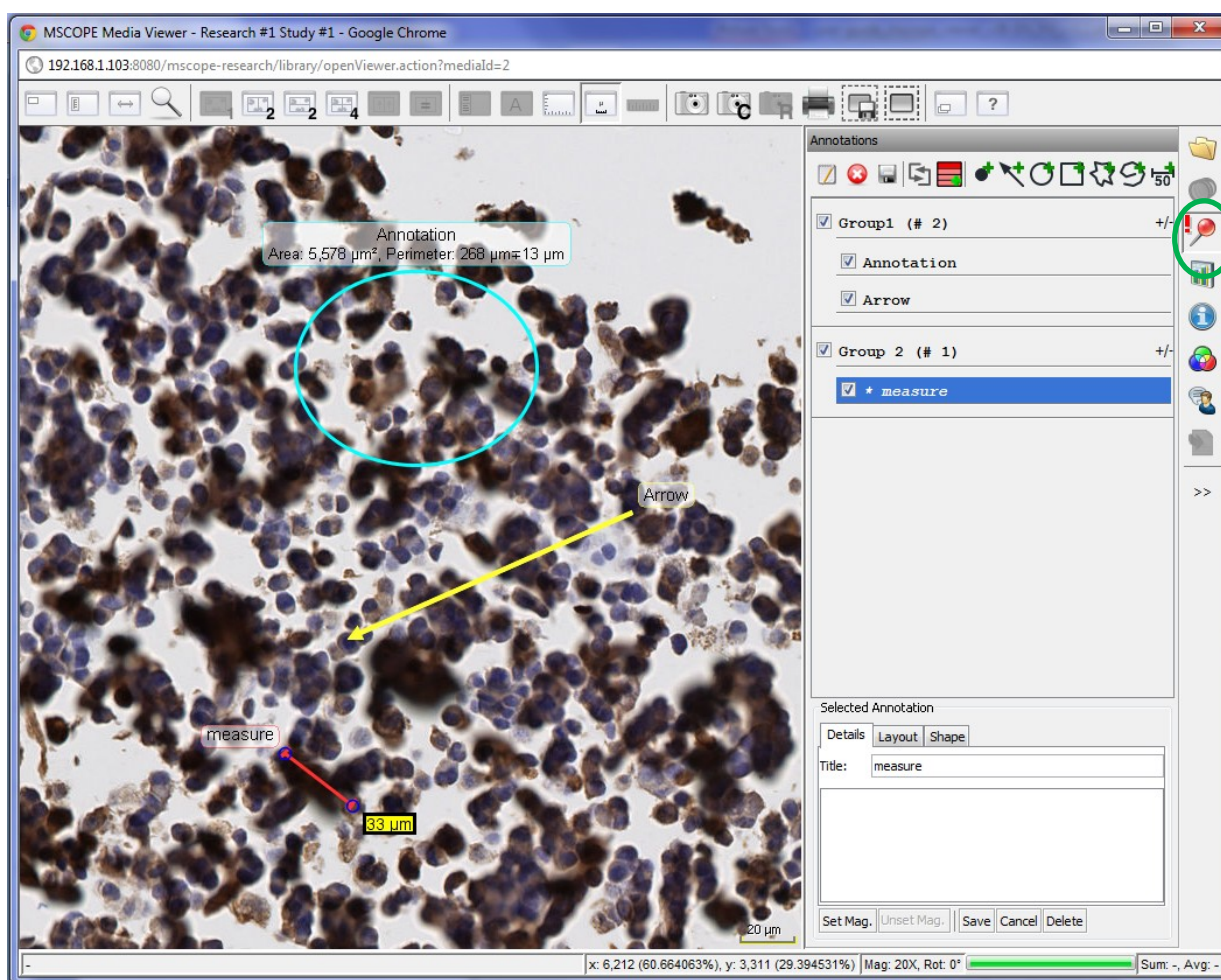 MSCOPE Media Viewer - Research #1 Study #1 - Google Chrome
192.168.1.103:8080/mscope-research/library/openViewer.action?mediaId=2
1
2
2
4
=
A
µ
C
R
?
Annotations
50
Annotation
Area: 5,578 µm², Perimeter: 268 µm∓13 µm
Group1 (# 2) +/-
Annotation
Arrow
Group 2 (# 1) +/-
* measure
Arrow
>>
measure
33 µm
20 µm
Selected Annotation
Details Layout Shape
Title: measure
Set Mag. Unset Mag. Save Cancel Delete
- x: 6,212 (60.664063%), y: 3,311 (29.394531%) Mag: 20X, Rot: 0° Sum: -, Avg: -